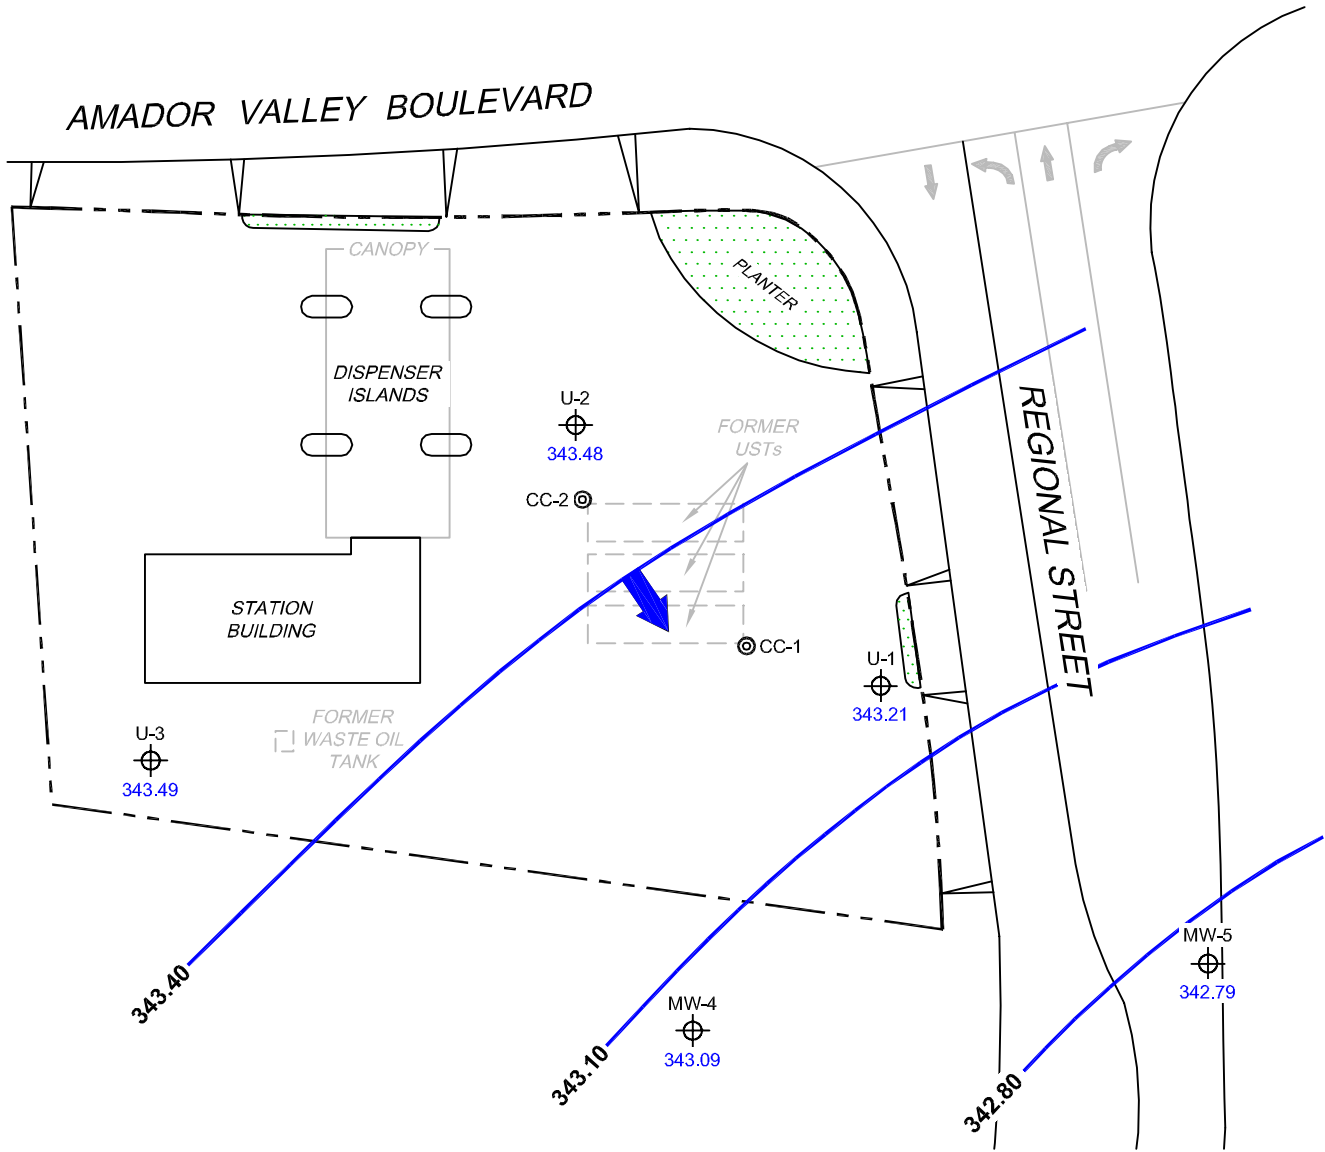 AMADOR VALLEY BOULEVARD
CANOPY
PLANTER
DISPENSER
ISLANDS
U-2
343.48
FORMER
USTs
REGIONAL STREET
CC-2
STATION
BUILDING
CC-1
U-1
343.21
FORMER
WASTE OIL
TANK
U-3
343.49
MW-5
342.79
343.40
MW-4
343.09
343.10
342.80